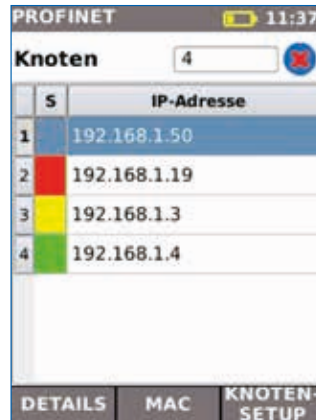 PROFINET 11:37
Knoten 4
S IP-Adresse
1 192.168.1.50
2 192.168.1.19
3 192.168.1.3
4 192.168.1.4
DETAILS MAC KNOTEN-
SETUP